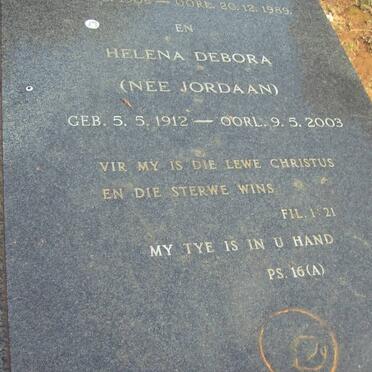 OORL. 20.12.1989.
EN
HELENA DEBORA
(NEE JORDAAN)
GEB. 5. 5. 1912 — OORL. 9. 5. 2003
VIR MY IS DIE LEWE CHRISTUS
EN DIE STERWE WINS
FIL. 1:21
MY TYE IS IN U HAND
PS. 16(A)